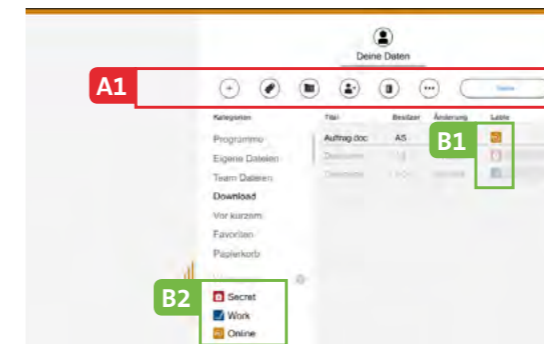 Deine Daten
A1
Kategorien Titel Besitzer Änderung Lable
Programme Auftrag.doc AS B1
Eigene Dateien
Team Dateien
Download
Vor kurzem
Favoriten
Papierkorb
B2 Secret
Work
Online